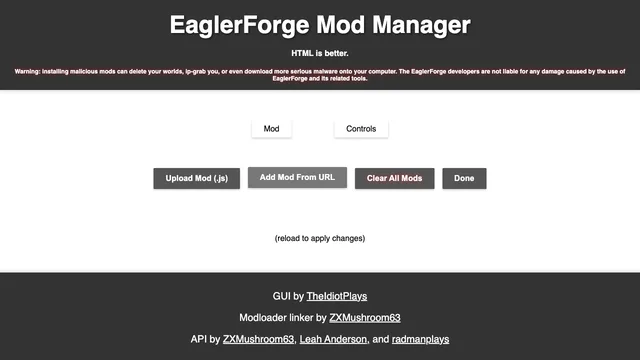 EaglerForge Mod Manager
HTML is better.
Warning: installing malicious mods can delete your worlds, ip-grab you, or even download more serious malware onto your computer. The EaglerForge developers are not liable for any damage caused by the use of
EaglerForge and its related tools.
Mod Controls
Upload Mod (.js) Add Mod From URL Clear All Mods Done
(reload to apply changes)
GUI by TheIdiotPlays
Modloader linker by ZXMushroom63
API by ZXMushroom63, Leah Anderson, and radmanplays